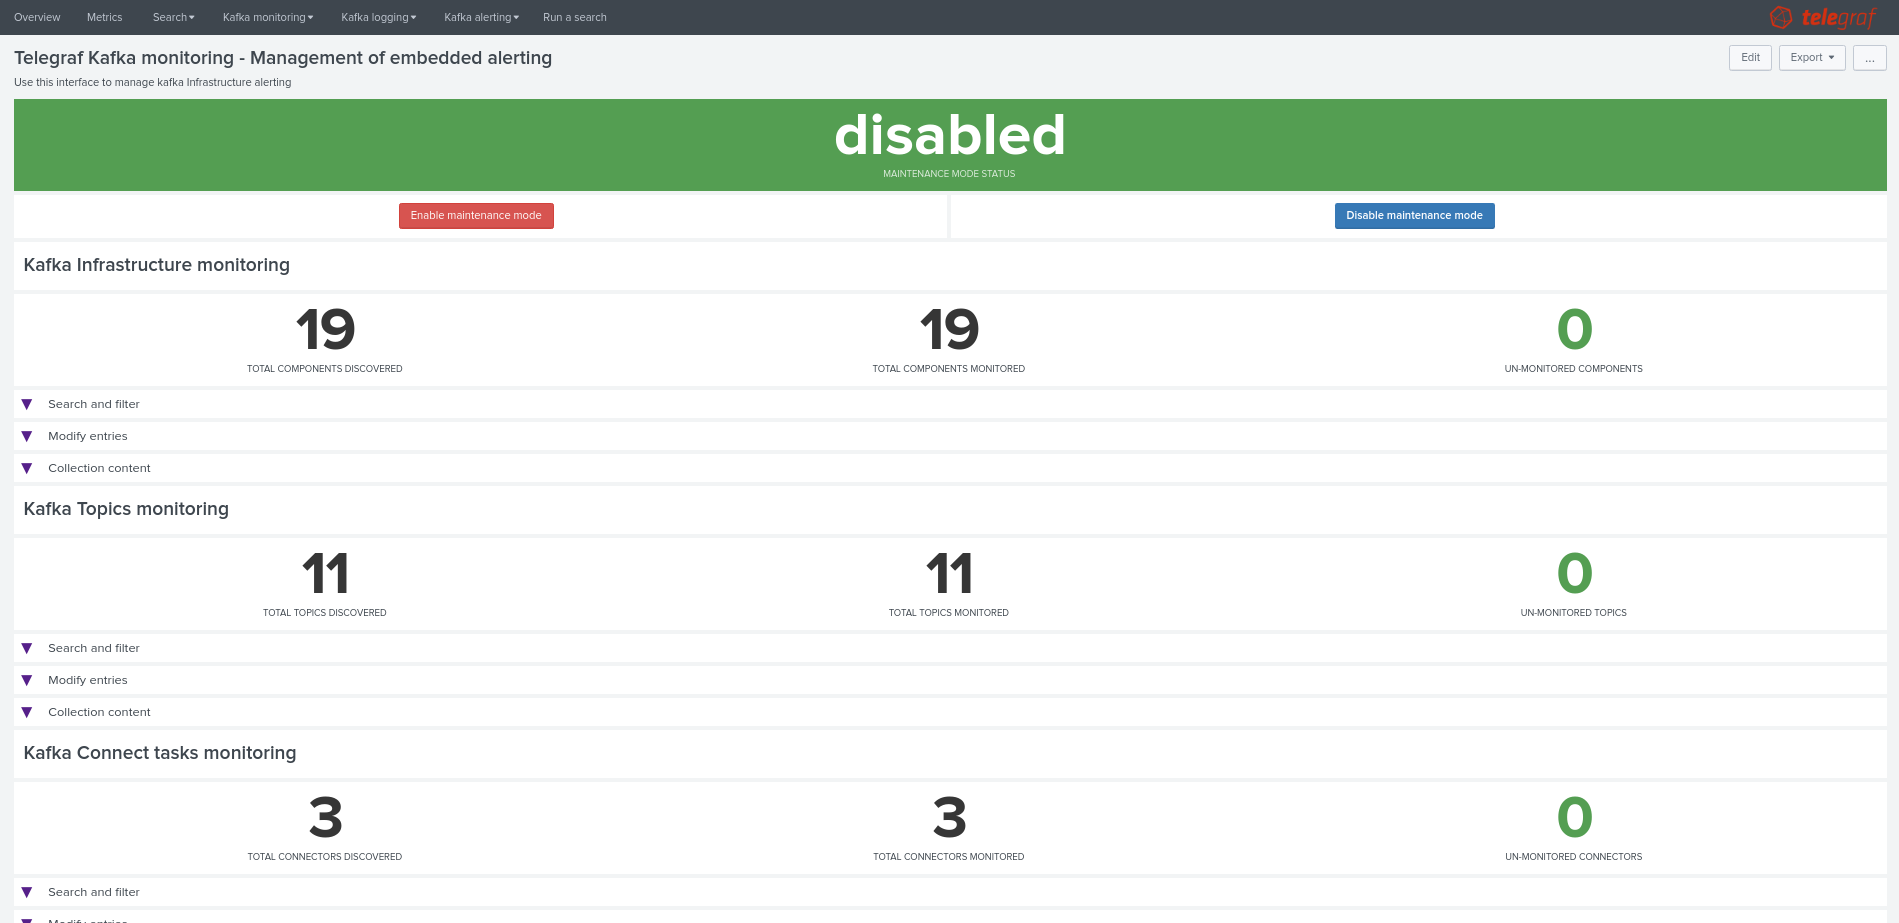 Overview Metrics Search Kafka monitoring Kafka logging Kafka alerting Run a search telegraf
Telegraf Kafka monitoring - Management of embedded alerting Edit Export ...
Use this interface to manage kafka Infrastructure alerting
disabled
MAINTENANCE MODE STATUS
Enable maintenance mode Disable maintenance mode
Kafka Infrastructure monitoring
19 19 0
TOTAL COMPONENTS DISCOVERED TOTAL COMPONENTS MONITORED UN-MONITORED COMPONENTS
Search and filter
Modify entries
Collection content
Kafka Topics monitoring
11 11 0
TOTAL TOPICS DISCOVERED TOTAL TOPICS MONITORED UN-MONITORED TOPICS
Search and filter
Modify entries
Collection content
Kafka Connect tasks monitoring
3 3 0
TOTAL CONNECTORS DISCOVERED TOTAL CONNECTORS MONITORED UN-MONITORED CONNECTORS
Search and filter
Modify entries